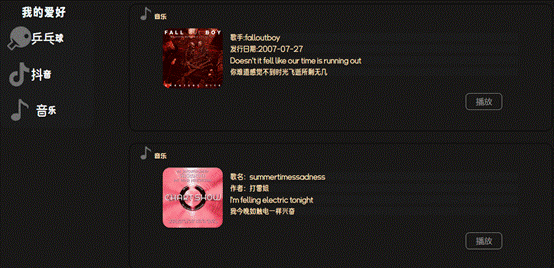 我的爱好
乒乓球
抖音
音乐
音乐
FALL OUT BOY
歌手:falloutboy
发行日期:2007-07-27
Doesn't it fell like our time is running out
你难道感觉不到时光飞逝所剩无几
播放
音乐
CHARTSHOW
歌名: summertimessadness
作者: 打雷姐
I'm felling electric tonight
我今晚如触电一样兴奋
播放